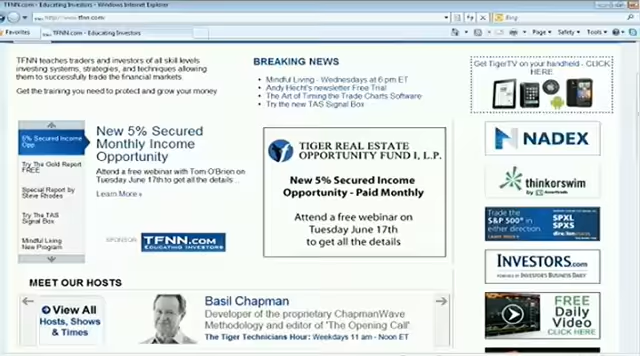 TFNN.com - Educating Investors - Windows Internet Explorer
http://www.tfnn.com/
Bing
Favorites
TFNN.com - Educating Investors
Page
Safety
Tools
TFNN teaches traders and investors of all skill levels
investing systems, strategies, and techniques allowing
them to successfully trade the financial markets
Get the training you need to protect and grow your money
BREAKING NEWS
Mindful Living - Wednesdays at 6 pm ET
Andy Hecht's newsletter Free Trial
The Art of Timing the Trade Charts Software
Try the new TAS Signal Box
Get TigerTV on your handheld - CLICK
HERE
5% Secured Income
Opp
Try The Gold Report
FREE
Special Report by
Steve Rhodes
Try The TAS
Signal Box
Mindful Living
New Program
New 5% Secured
Monthly Income
Opportunity
Attend a free webinar with Tom O'Brien on
Tuesday June 17th to get all the details ...
Learn More »
SPONSOR
TFNN.com
EDUCATING INVESTORS
TIGER REAL ESTATE
OPPORTUNITY FUND I, L.P.
New 5% Secured Income
Opportunity - Paid Monthly
Attend a free webinar on
Tuesday June 17th
to get all the details
NADEX
thinkorswim
by Ameritrade
Trade the
S&P 500®
in either direction.
Learn more
SPXL
SPXS
direxioninvestments
INVESTORS.com
POWERED BY INVESTOR'S BUSINESS DAILY
FREE
Daily
Video
CLICK HERE
MEET OUR HOSTS
View All
Hosts, Shows
& Times
Basil Chapman
Developer of the proprietary ChapmanWave
Methodology and editor of 'The Opening Call'
The Tiger Technicians Hour: Weekdays 11 am - Noon ET